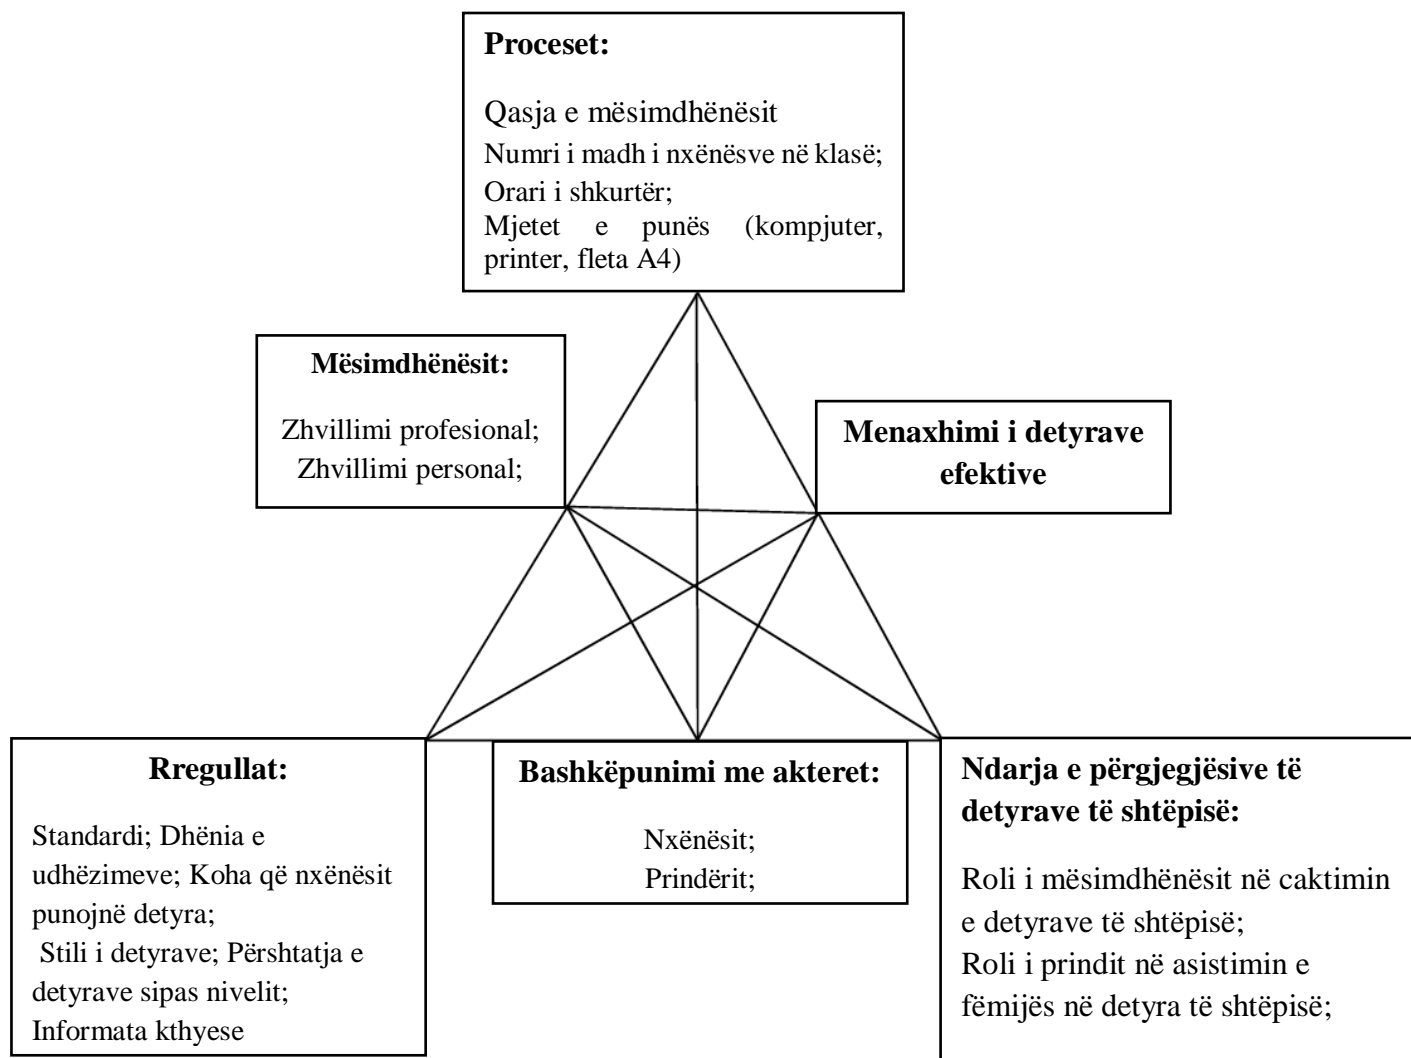 Proceset:
Qasja e mësimdhënësit
Numri i madh i nxënësve në klasë;
Orari i shkurtër;
Mjetet e punës (kompjuter,
printer, fleta A4)
Mësimdhënësit:
Zhvillimi profesional;
Zhvillimi personal;
Menaxhimi i detyrave
efektive
Rregullat:
Standardi; Dhënia e
udhëzimeve; Koha që nxënësit
punojnë detyra;
Stili i detyrave; Përshtatja e
detyrave sipas nivelit;
Informata kthyese
Bashkëpunimi me akteret:
Nxënësit;
Prindërit;
Ndarja e përgjegjësive të
detyrave të shtëpisë:
Roli i mësimdhënësit në caktimin
e detyrave të shtëpisë;
Roli i prindit në asistimin e
fëmijës në detyra të shtëpisë;